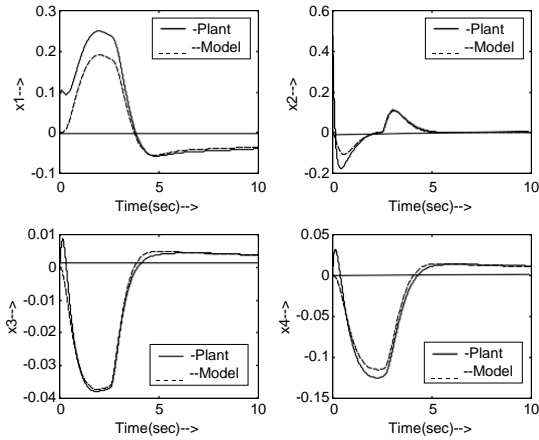 0.3
0.2
0.1
0
-0.1
x1-->
-Plant
--Model
0
5
10
Time(sec)-->
0.6
0.4
0.2
0
-0.2
x2-->
-Plant
--Model
0
5
10
Time(sec)-->
0.01
0.00
-0.01
-0.02
-0.03
-0.04
x3-->
-Plant
--Model
0
5
10
Time(sec)-->
0.05
0
-0.05
-0.1
-0.15
x4-->
-Plant
--Model
0
5
10
Time(sec)-->